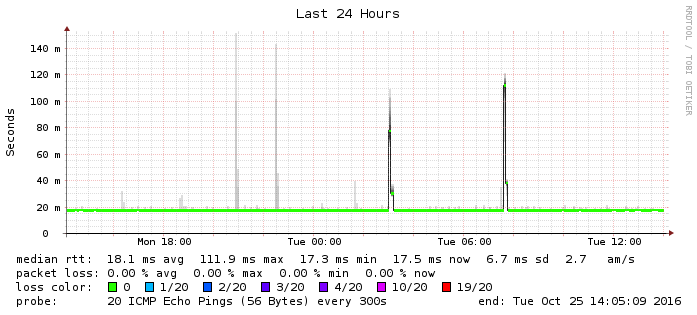 Last 24 Hours
RRDTOOL / TOBI OETIKER
Seconds
140 m
120 m
100 m
80 m
60 m
40 m
20 m
0
Mon 18:00 Tue 00:00 Tue 06:00 Tue 12:00
median rtt: 18.1 ms avg 111.9 ms max 17.3 ms min 17.5 ms now 6.7 ms sd 2.7 am/s
packet loss: 0.00 % avg 0.00 % max 0.00 % min 0.00 % now
loss color: 0 1/20 2/20 3/20 4/20 10/20 19/20
probe: 20 ICMP Echo Pings (56 Bytes) every 300s end: Tue Oct 25 14:05:09 2016